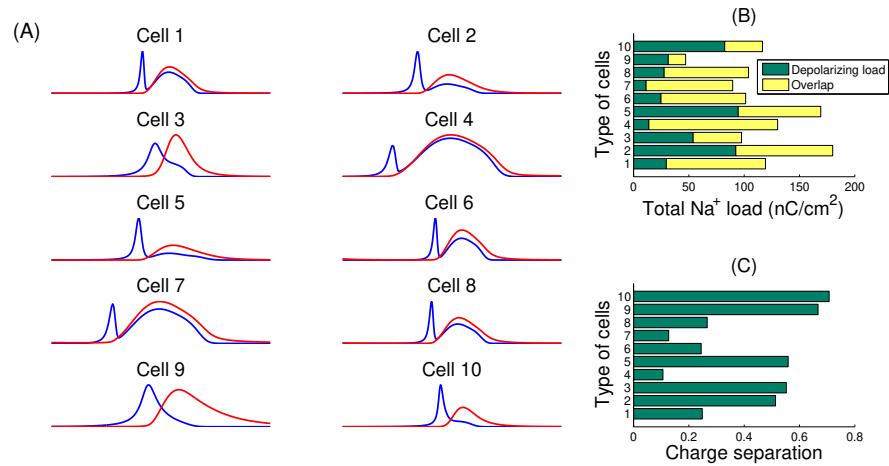 (A)
Cell 1
Cell 2
Cell 3
Cell 4
Cell 5
Cell 6
Cell 7
Cell 8
Cell 9
Cell 10
(B)
Type of cells
10
9
8
7
6
5
4
3
2
1
Depolarizing load
Overlap
0 50 100 150 200
Total Na⁺ load (nC/cm²)
(C)
Type of cells
10
9
8
7
6
5
4
3
2
1
0 0.2 0.4 0.6 0.8
Charge separation